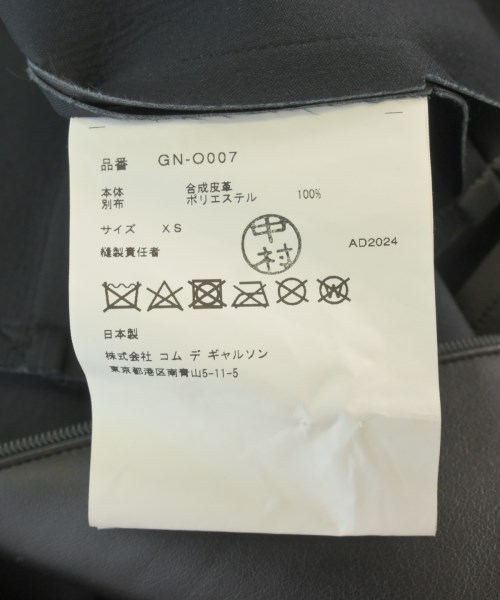 品番 GN-O007
本体 合成皮革
別布 ポリエステル 100%
サイズ XS
中村
縫製責任者 AD2024
日本製
株式会社 コム デ ギャルソン
東京都港区南青山5-11-5